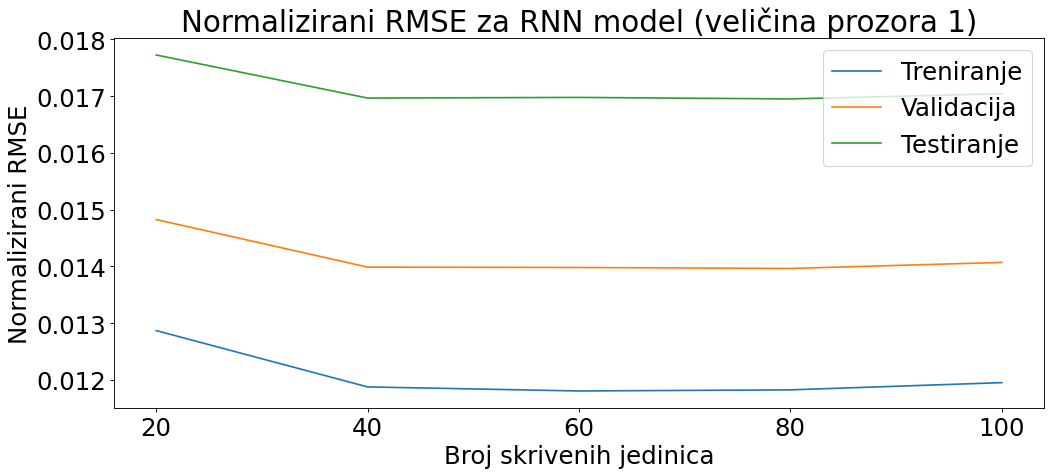 Normalizirani RMSE za RNN model (veličina prozora 1)
Normalizirani RMSE
0.018
0.017
0.016
0.015
0.014
0.013
0.012
Treniranje
Validacija
Testiranje
20 40 60 80 100
Broj skrivenih jedinica